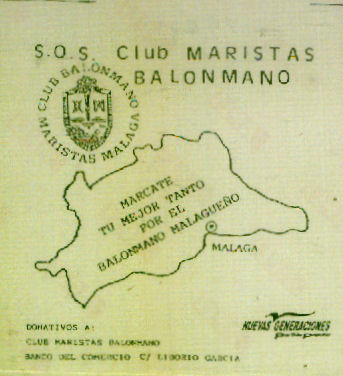 S.O.S. Club MARISTAS
BALONMANO
CLUB BALONMANO
MARISTAS MALAGA
MARCATE
TU MEJOR TANTO
POR EL
BALONMANO MALAGUEÑO
MALAGA
DONATIVOS A:
CLUB MARISTAS BALONMANO
BANCO DEL COMERCIO C/ LIBORIO GARCIA
NUEVAS GENERACIONES